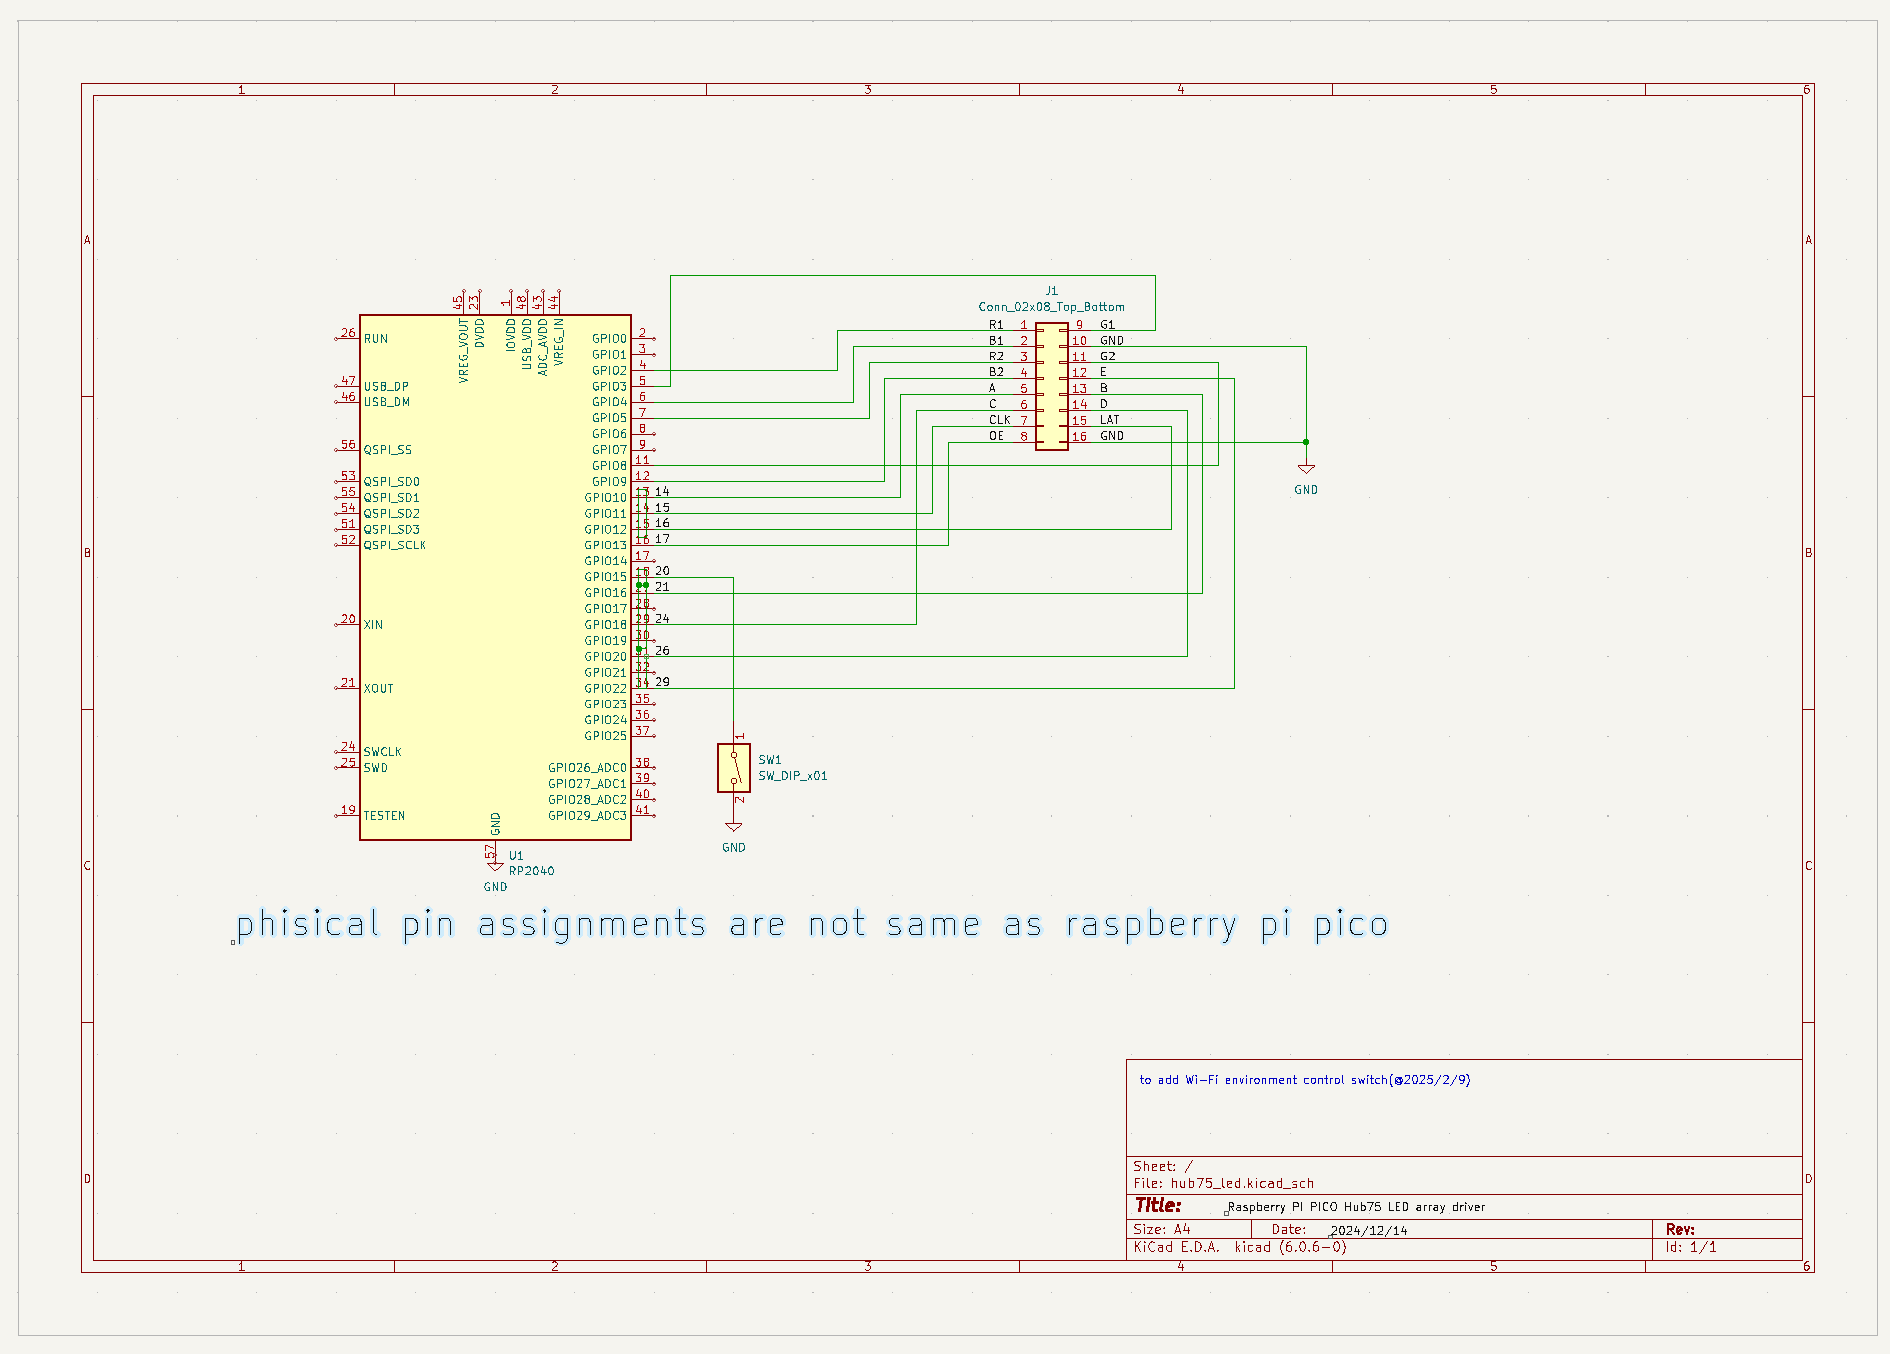 1 2 3 4 5 6
A A
B B
C C
D D
1 2 3 4 5 6
45 VREG_VOUT
23 DVDD
1 IOVDD
48 USB_VDD
43 ADC_AVDD
44 VREG_IN
26 RUN
47 USB_DP
46 USB_DM
56 QSPI_SS
53 QSPI_SD0
55 QSPI_SD1
54 QSPI_SD2
51 QSPI_SD3
52 QSPI_SCLK
20 XIN
21 XOUT
24 SWCLK
25 SWD
19 TESTEN
GPIO0 2
GPIO1 3
GPIO2 4
GPIO3 5
GPIO4 6
GPIO5 7
GPIO6 8
GPIO7 9
GPIO8 11
GPIO9 12
GPIO10 13 14
GPIO11 14 15
GPIO12 15 16
GPIO13 16 17
GPIO14 17
GPIO15 18 20
GPIO16 21
GPIO17 28
GPIO18 29 24
GPIO19 30
GPIO20 26
GPIO21 32
GPIO22 34 29
GPIO23 35
GPIO24 36
GPIO25 37
GPIO26_ADC0 38
GPIO27_ADC1 39
GPIO28_ADC2 40
GPIO29_ADC3 41
GND
57
U1
RP2040
GND
J1
Conn_02x08_Top_Bottom
R1 1 9 G1
B1 2 10 GND
R2 3 11 G2
B2 4 12 E
A 5 13 B
C 6 14 D
CLK 7 15 LAT
OE 8 16 GND
GND
1
SW1
SW_DIP_x01
2
GND
phisical pin assignments are not same as raspberry pi pico
to add Wi-Fi environment control switch(@2025/2/9)
Sheet: /
File: hub75_led.kicad_sch
Title: Raspberry PI PICO Hub75 LED array driver
Size: A4 Date: 2024/12/14 Rev:
KiCad E.D.A. kicad (6.0.6-0) Id: 1/1